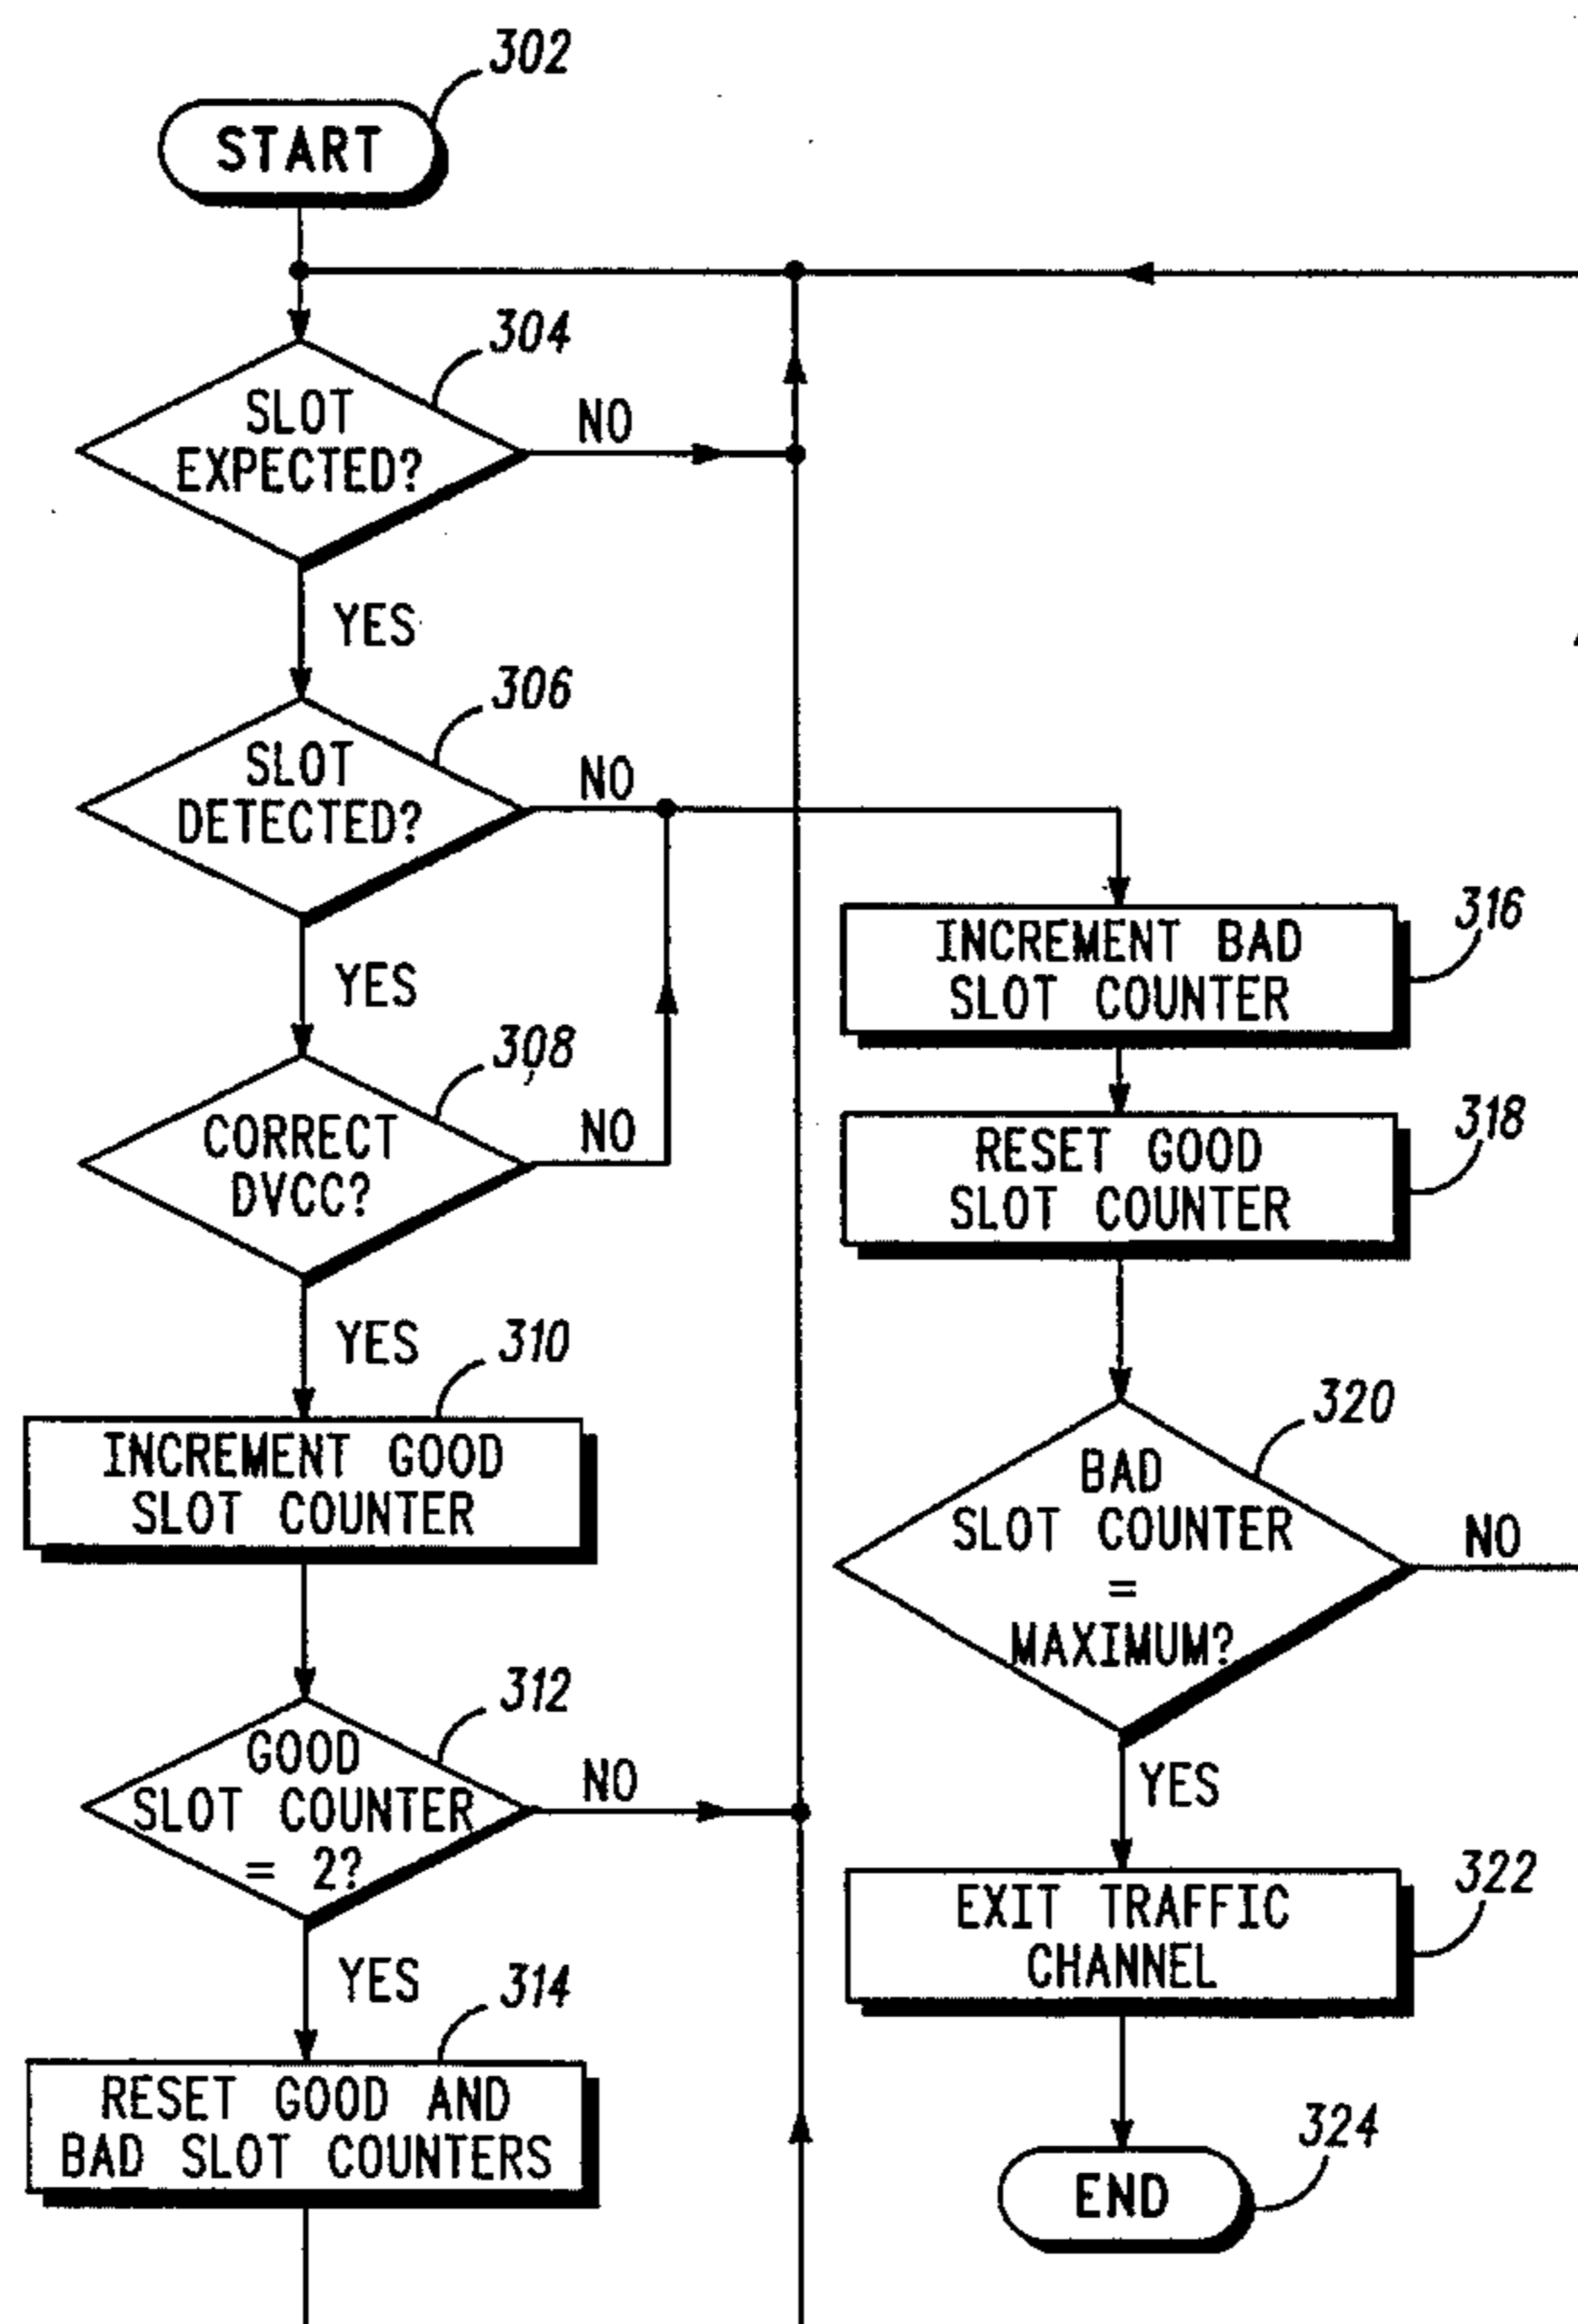 302
START
304
SLOT
EXPECTED?
NO
YES
306
SLOT
DETECTED?
NO
YES
308
CORRECT
DVCC?
NO
YES
310
INCREMENT GOOD
SLOT COUNTER
312
GOOD
SLOT COUNTER
= 2?
NO
YES
314
RESET GOOD AND
BAD SLOT COUNTERS
316
INCREMENT BAD
SLOT COUNTER
318
RESET GOOD
SLOT COUNTER
320
BAD
SLOT COUNTER
=
MAXIMUM?
NO
YES
322
EXIT TRAFFIC
CHANNEL
324
END